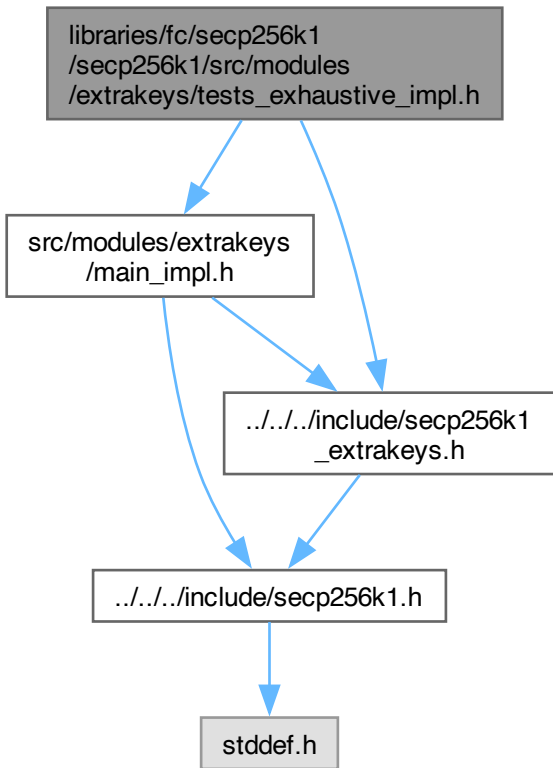 libraries/fc/secp256k1
/secp256k1/src/modules
/extrakeys/tests_exhaustive_impl.h
src/modules/extrakeys
/main_impl.h
../../../include/secp256k1
_extrakeys.h
../../../include/secp256k1.h
stddef.h